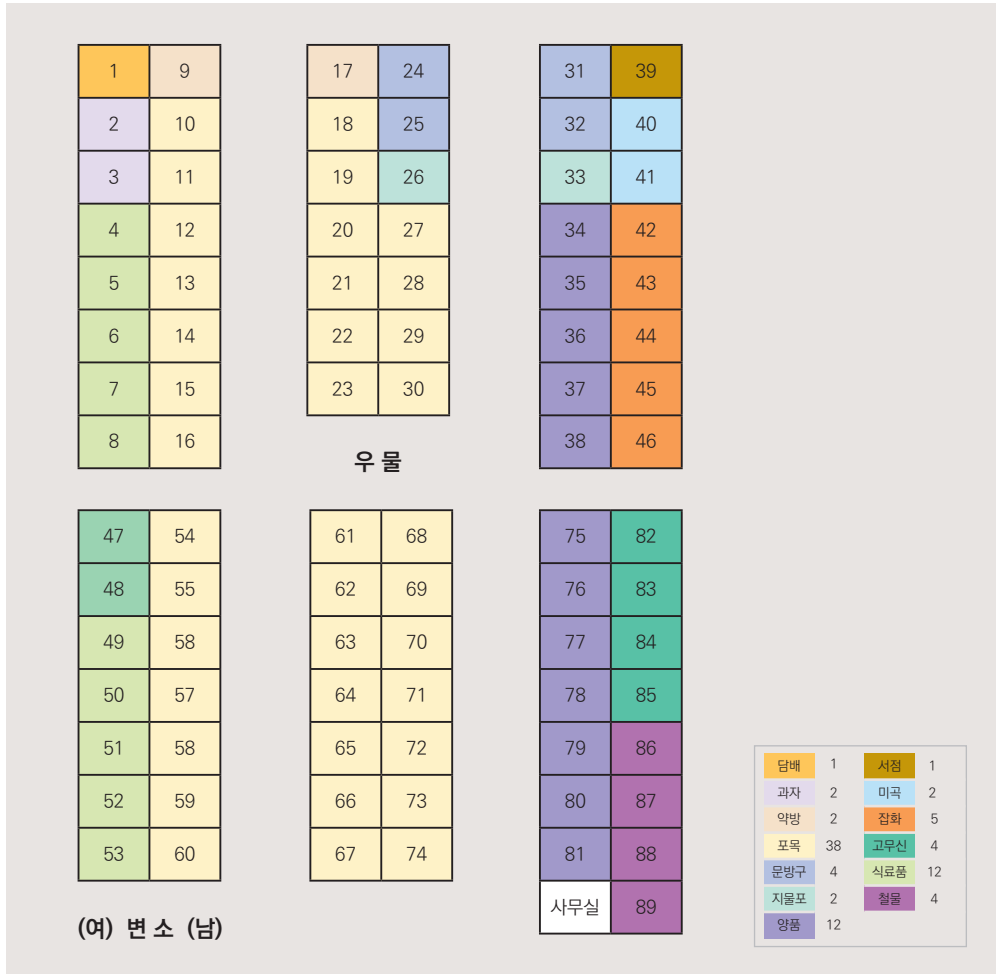 1 9 17 24 31 39
2 10 18 25 32 40
3 11 19 26 33 41
4 12 20 27 34 42
5 13 21 28 35 43
6 14 22 29 36 44
7 15 23 30 37 45
8 16 38 46
우 물
47 54 61 68 75 82
48 55 62 69 76 83
49 58 63 70 77 84
50 57 64 71 78 85
51 58 65 72 79 86
52 59 66 73 80 87
53 60 67 74 81 88
사무실 89
(여) 변 소 (남)
담배 1 서점 1
과자 2 미곡 2
약방 2 잡화 5
포목 38 고무신 4
문방구 4 식료품 12
지물포 2 철물 4
양품 12